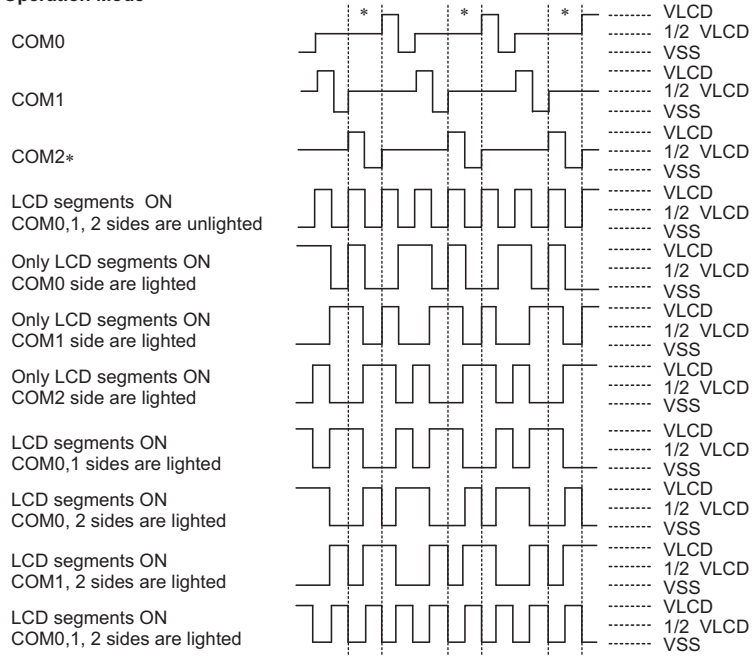 Operation Mode
* * *
COM0
VLCD
1/2 VLCD
VSS
COM1
VLCD
1/2 VLCD
VSS
COM2*
VLCD
1/2 VLCD
VSS
LCD segments ON
COM0,1, 2 sides are unlighted
VLCD
1/2 VLCD
VSS
Only LCD segments ON
COM0 side are lighted
VLCD
1/2 VLCD
VSS
Only LCD segments ON
COM1 side are lighted
VLCD
1/2 VLCD
VSS
Only LCD segments ON
COM2 side are lighted
VLCD
1/2 VLCD
VSS
LCD segments ON
COM0,1 sides are lighted
VLCD
1/2 VLCD
VSS
LCD segments ON
COM0, 2 sides are lighted
VLCD
1/2 VLCD
VSS
LCD segments ON
COM1, 2 sides are lighted
VLCD
1/2 VLCD
VSS
LCD segments ON
COM0,1, 2 sides are lighted
VLCD
1/2 VLCD
VSS